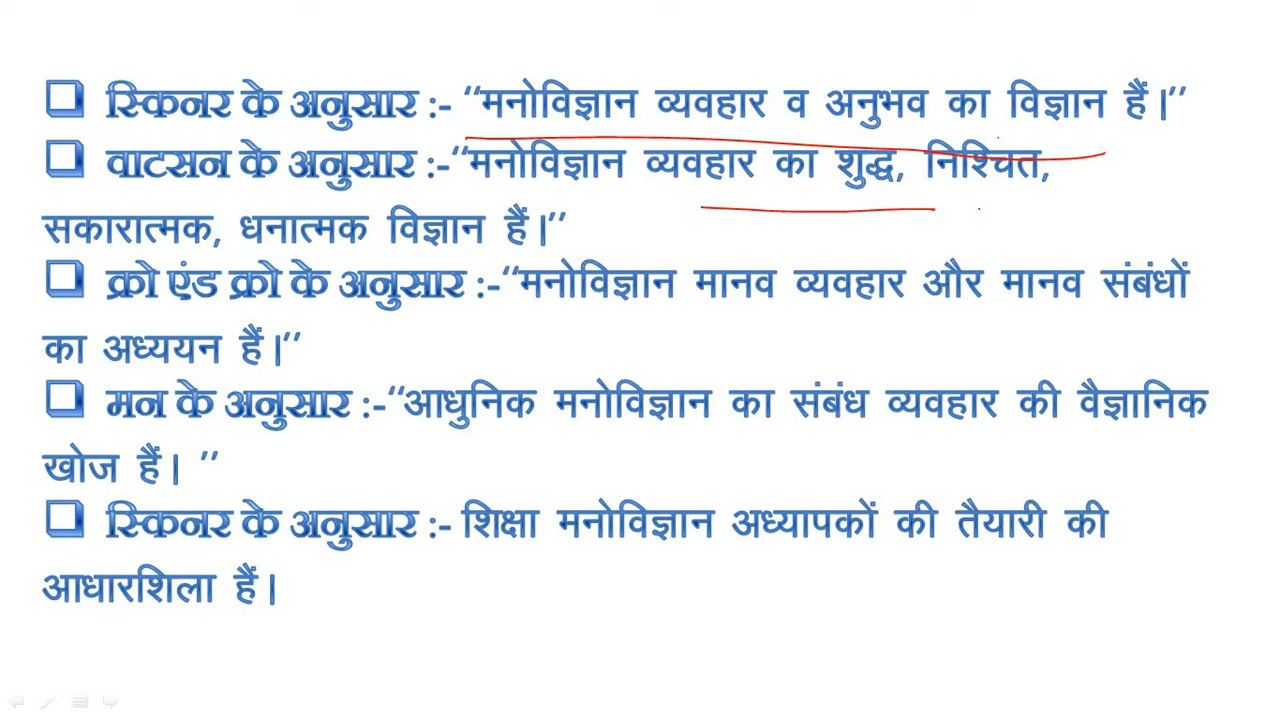 स्किनर के अनुसार :- ‘‘मनोविज्ञान व्यवहार व अनुभव का विज्ञान हैं।’’
वाटसन के अनुसार :-‘‘मनोविज्ञान व्यवहार का शुद्ध, निश्चित,
सकारात्मक, धनात्मक विज्ञान हैं।’’
क्रो एंड क्रो के अनुसार :-‘‘मनोविज्ञान मानव व्यवहार और मानव संबंधों
का अध्ययन हैं।’’
मन के अनुसार :-‘‘आधुनिक मनोविज्ञान का संबंध व्यवहार की वैज्ञानिक
खोज हैं। ’’
स्किनर के अनुसार :- शिक्षा मनोविज्ञान अध्यापकों की तैयारी की
आधारशिला हैं।